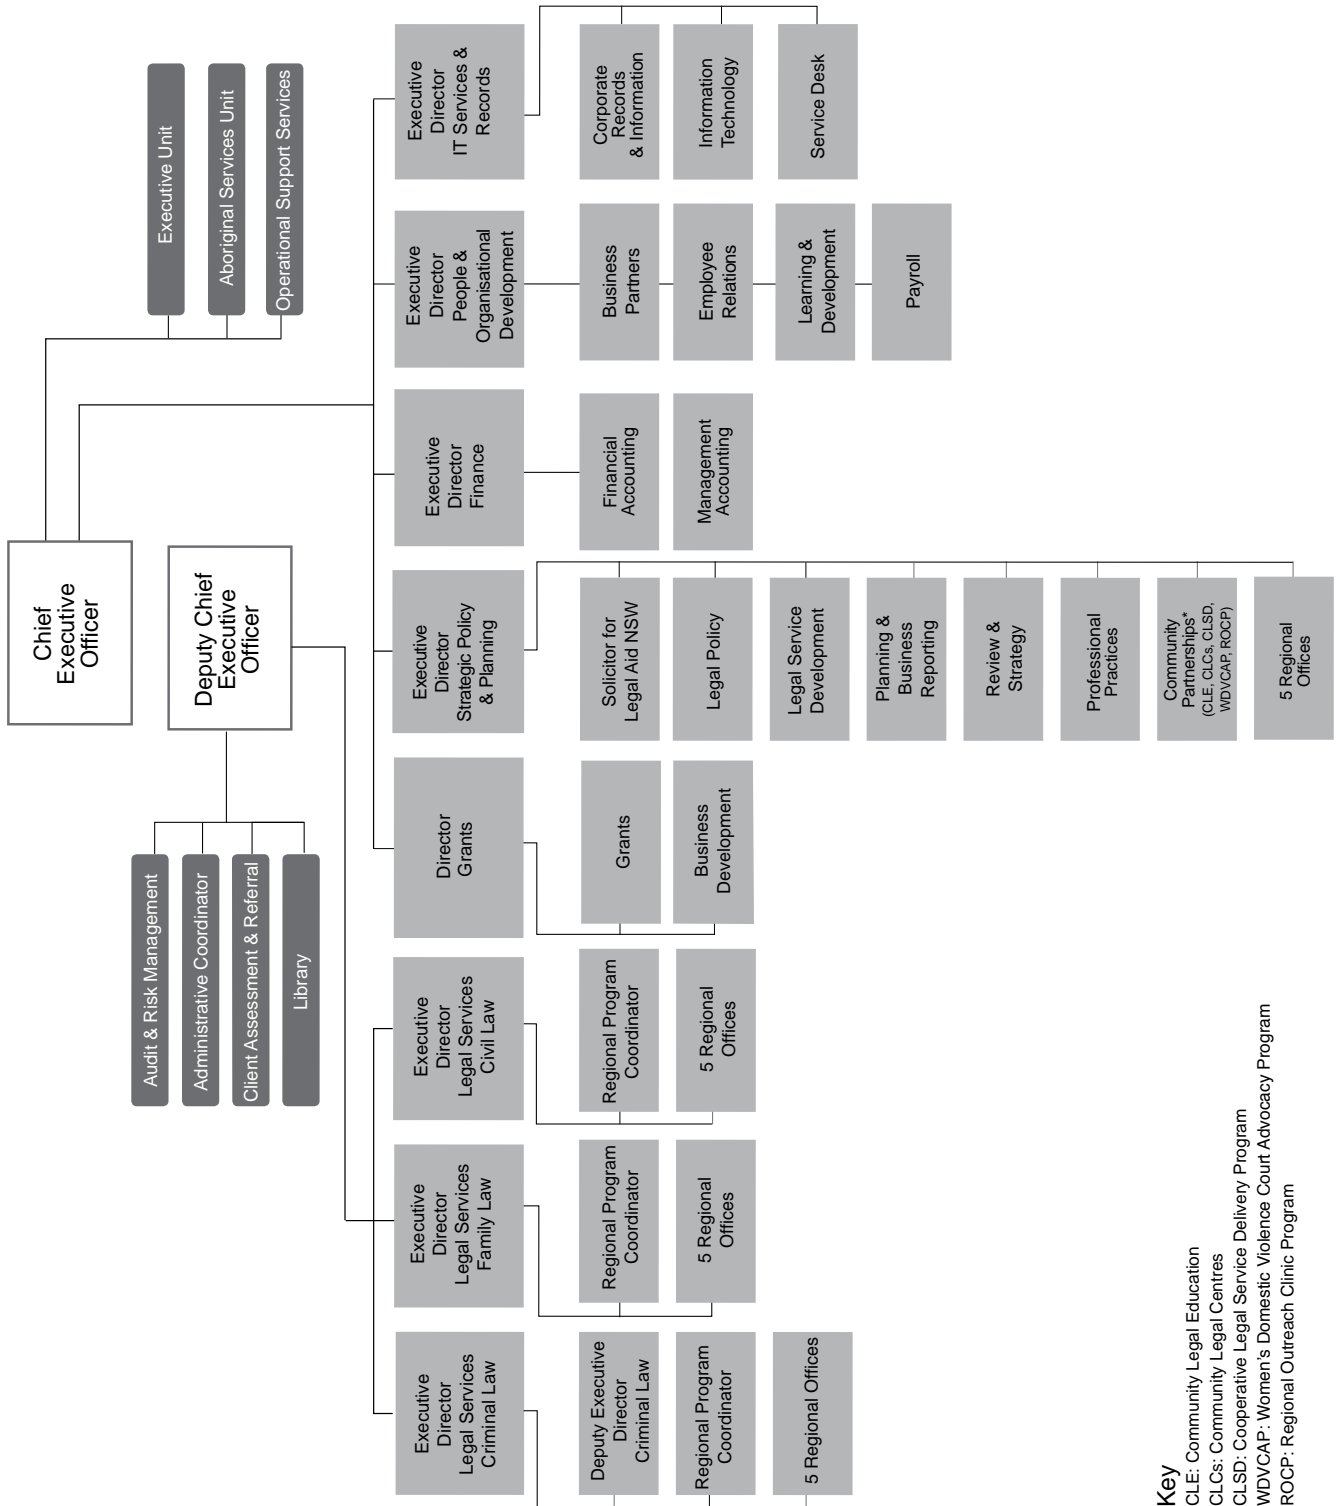 Chief
Executive
Officer
Deputy Chief
Executive
Officer
Audit & Risk Management
Administrative Coordinator
Client Assessment & Referral
Library
Executive Unit
Aboriginal Services Unit
Operational Support Services
Executive
Director
Legal Services
Criminal Law
Deputy Executive
Director
Criminal Law
Regional Program
Coordinator
5 Regional Offices
Executive
Director
Legal Services
Family Law
Regional Program
Coordinator
5 Regional
Offices
Executive
Director
Legal Services
Civil Law
Regional Program
Coordinator
5 Regional
Offices
Director
Grants
Grants
Business
Development
Executive
Director
Strategic Policy
& Planning
Solicitor for
Legal Aid NSW
Legal Policy
Legal Service
Development
Planning &
Business
Reporting
Review &
Strategy
Professional
Practices
Community
Partnerships*
(CLE, CLCs, CLSD,
WDVCAP, ROCP)
5 Regional
Offices
Executive
Director
Finance
Financial
Accounting
Management
Accounting
Executive
Director
People &
Organisational
Development
Business
Partners
Employee
Relations
Learning &
Development
Payroll
Executive
Director
IT Services &
Records
Corporate
Records
& Information
Information
Technology
Service Desk
Key
CLE: Community Legal Education
CLCs: Community Legal Centres
CLSD: Cooperative Legal Service Delivery Program
WDVCAP: Women's Domestic Violence Court Advocacy Program
ROCP: Regional Outreach Clinic Program